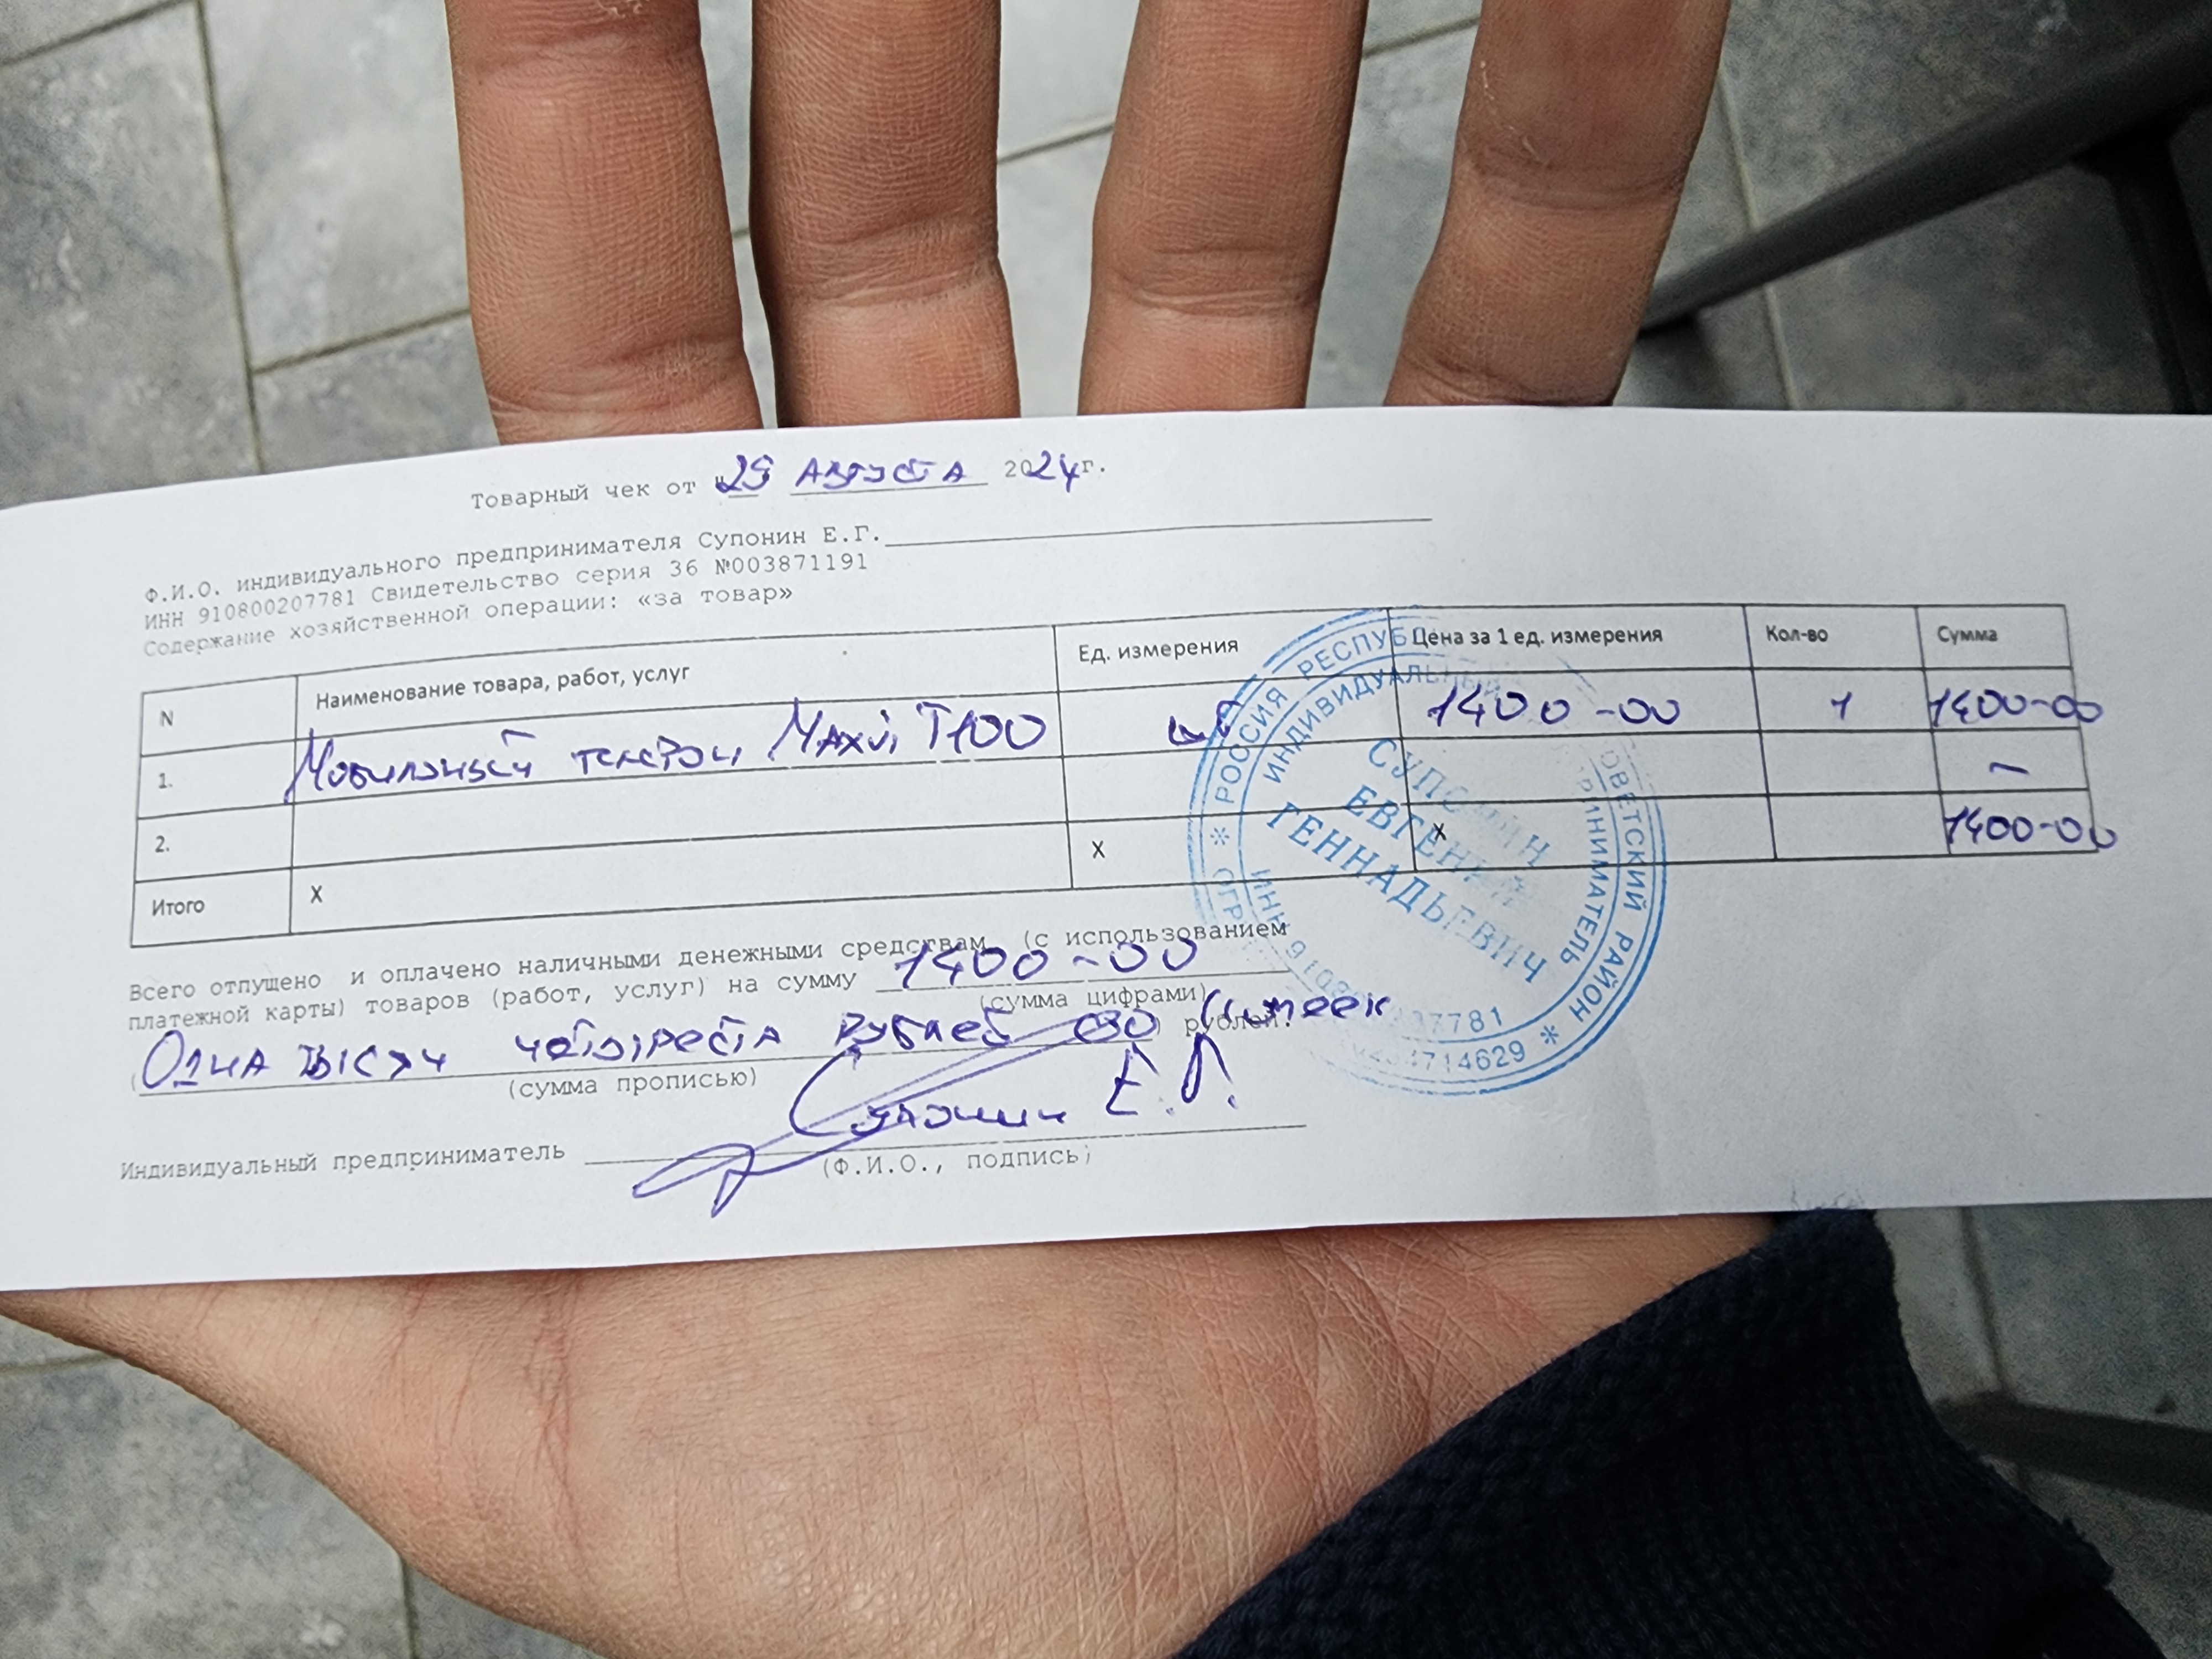 Товарный чек от "29 Августа 2024г.
Ф.И.О. индивидуального предпринимателя Супонин Е.Г.
ИНН 910800207781 Свидетельство серия 36 №003871191
Содержание хозяйственной операции: «за товар»
N Наименование товара, работ, услуг Ед. измерения Цена за 1 ед. измерения Кол-во Сумма
1. Мобильный телефон Maxvi T100 шт 1400-00 1 1400-00
2. –
Итого X X X 1400-00
Всего отпущено и оплачено наличными денежными средствам (с использованием
платежной карты) товаров (работ, услуг) на сумму 1400-00
(сумма цифрами)
(Одна тысяч четыреста рублей 00 копеек) рублей.
(сумма прописью)
Супонин Е.Г.
Индивидуальный предприниматель
(Ф.И.О., подпись)
РОССИЯ РЕСПУБ ОВЕТСКИЙ РАЙОН
ИНДИВИДУАЛЬНЫЙ ПРЕДПРИНИМАТЕЛЬ
СУПОНИН
ЕВГЕНИЙ
ГЕННАДЬЕВИЧ